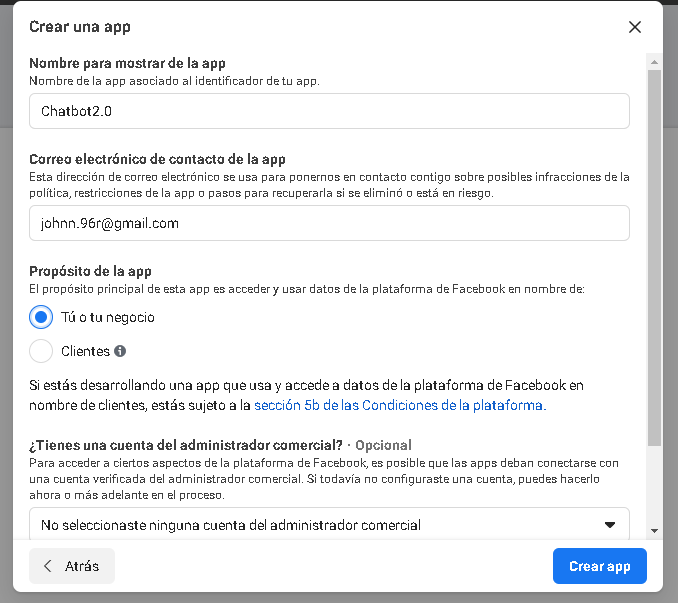 Crear una app
Nombre para mostrar de la app
Nombre de la app asociado al identificador de tu app.
Chatbot2.0
Correo electrónico de contacto de la app
Esta dirección de correo electrónico se usa para ponernos en contacto contigo sobre posibles infracciones de la
política, restricciones de la app o pasos para recuperarla si se eliminó o está en riesgo.
johnn.96r@gmail.com
Propósito de la app
El propósito principal de esta app es acceder y usar datos de la plataforma de Facebook en nombre de:
Tú o tu negocio
Clientes
Si estás desarrollando una app que usa y accede a datos de la plataforma de Facebook en
nombre de clientes, estás sujeto a la sección 5b de las Condiciones de la plataforma.
¿Tienes una cuenta del administrador comercial? · Opcional
Para acceder a ciertos aspectos de la plataforma de Facebook, es posible que las apps deban conectarse con
una cuenta verificada del administrador comercial. Si todavía no configuraste una cuenta, puedes hacerlo
ahora o más adelante en el proceso.
No seleccionaste ninguna cuenta del administrador comercial
Atrás
Crear app